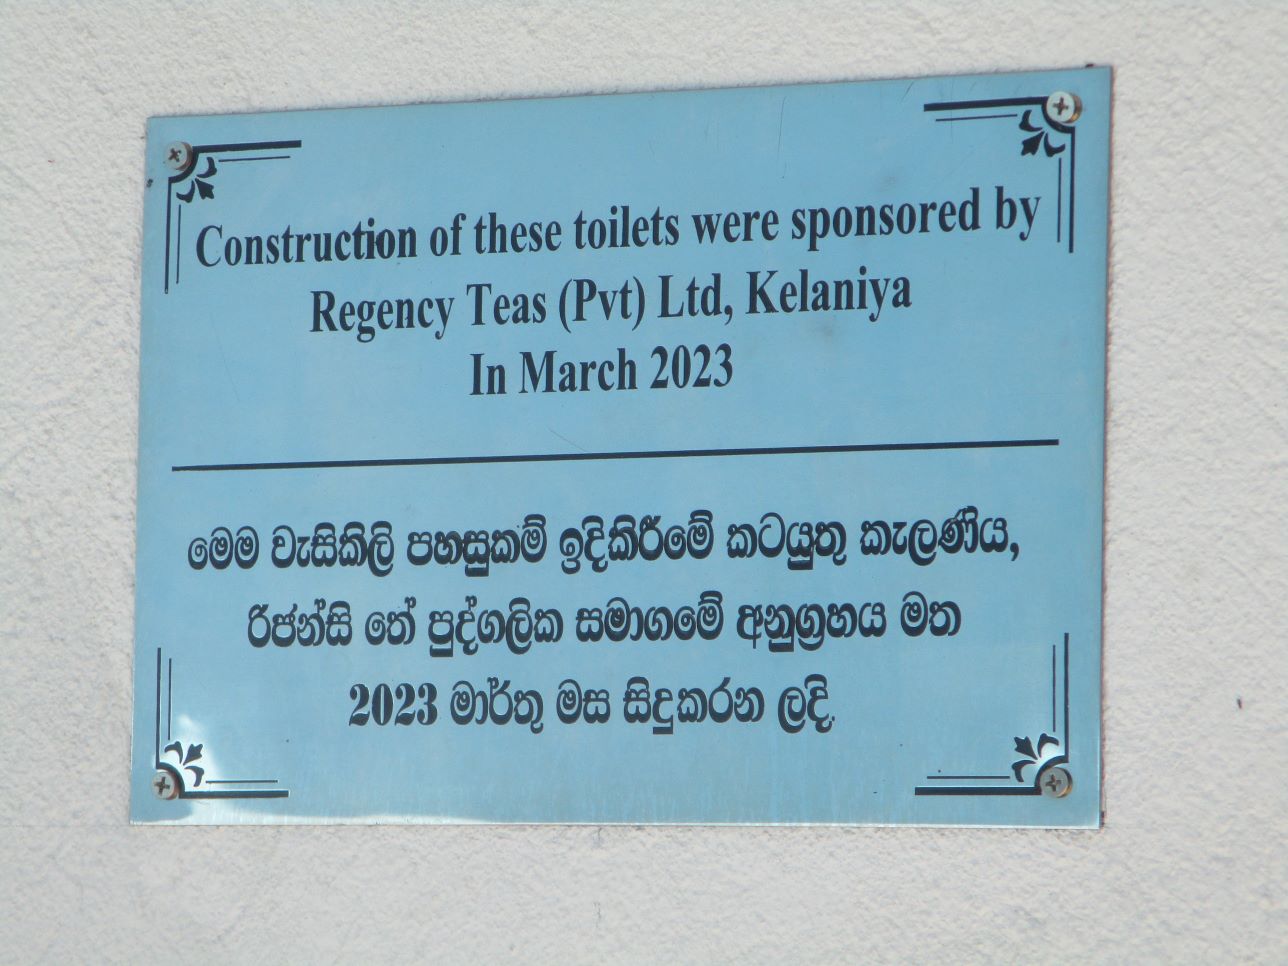 Construction of these toilets were sponsored by
Regency Teas (Pvt) Ltd, Kelaniya
In March 2023
මෙම වැසිකිලි පහසුකම් ඉදිකිරීමේ කටයුතු කැලණිය,
රීජන්සි තේ පුද්ගලික සමාගමේ අනුග්‍රහය මත
2023 මාර්තු මස සිදුකරන ලදි.